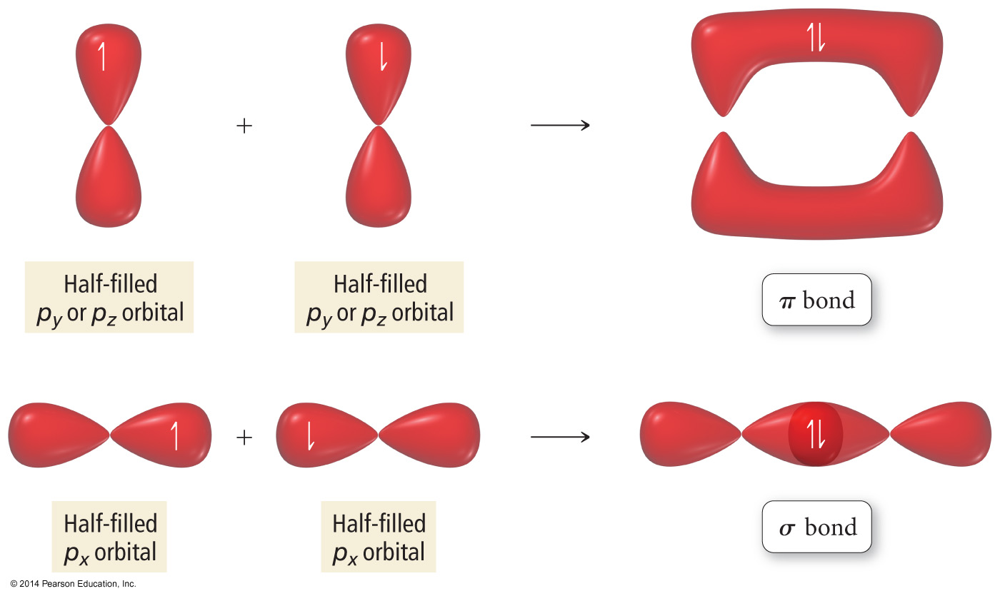 ↿
+
⇂
⟶
↿⇂
Half-filled
p_y or p_z orbital
Half-filled
p_y or p_z orbital
π bond
↿
+
⇂
⟶
↿⇂
Half-filled
p_x orbital
Half-filled
p_x orbital
σ bond
© 2014 Pearson Education, Inc.